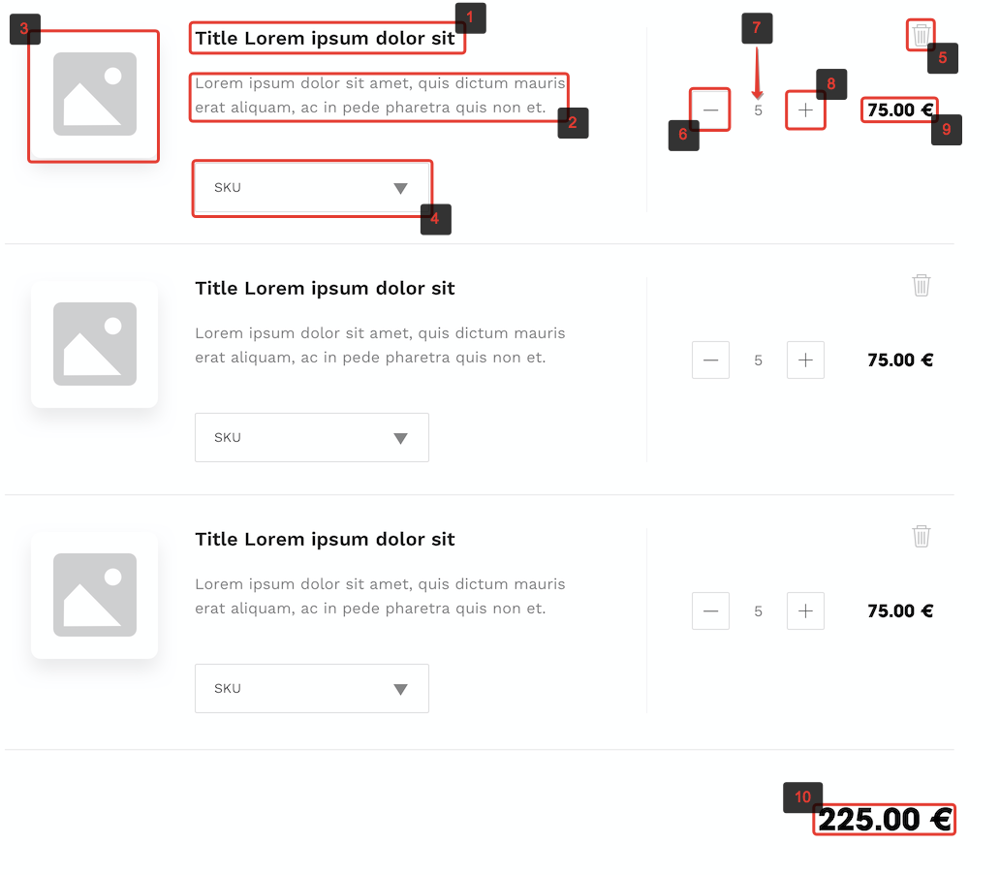 3
1
Title Lorem ipsum dolor sit
7
5
Lorem ipsum dolor sit amet, quis dictum mauris
erat aliquam, ac in pede pharetra quis non et.
2
6
5
8
75.00 €
9
SKU
4
Title Lorem ipsum dolor sit
Lorem ipsum dolor sit amet, quis dictum mauris
erat aliquam, ac in pede pharetra quis non et.
5
75.00 €
SKU
Title Lorem ipsum dolor sit
Lorem ipsum dolor sit amet, quis dictum mauris
erat aliquam, ac in pede pharetra quis non et.
5
75.00 €
SKU
10
225.00 €